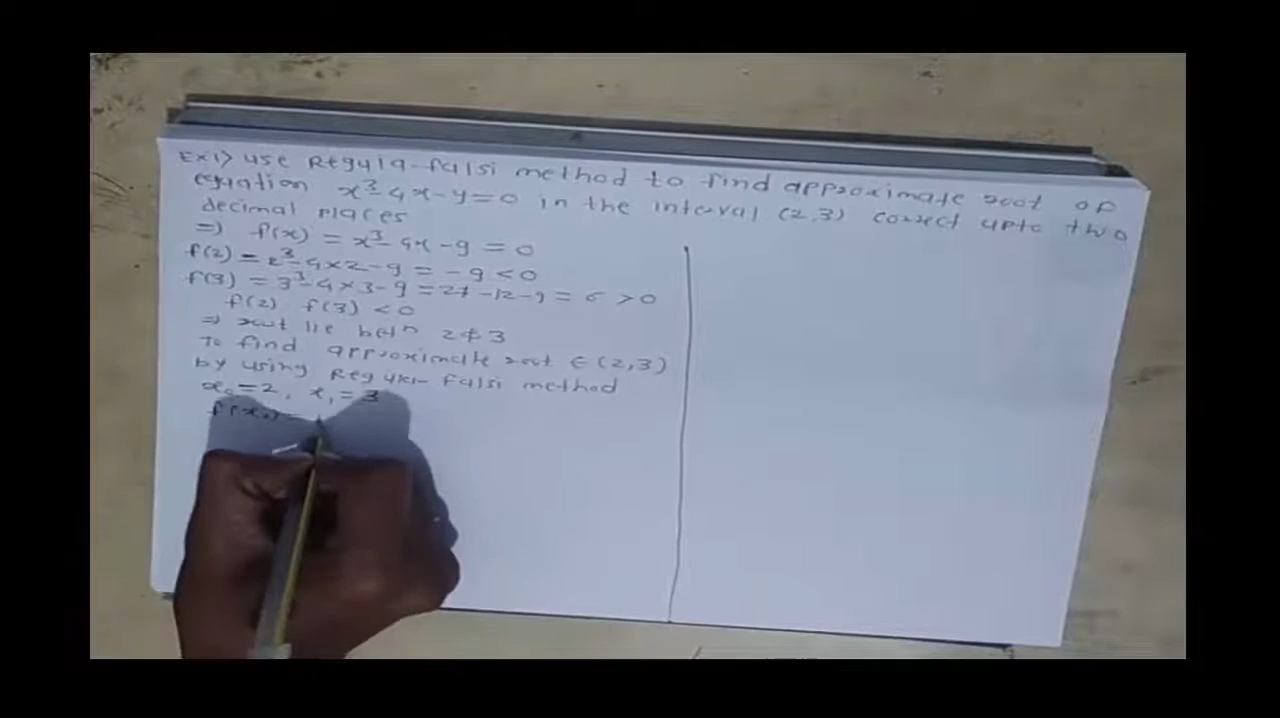 Ex1) Use Regula-falsi method to find approximate root of
equation x³-4x-9=0 in the interval (2,3) correct upto two
decimal places
⇒ f(x) = x³-4x-9 = 0
f(2) = 2³-4×2-9 = -9 < 0
f(3) = 3³-4×3-9 = 27-12-9 = 6 > 0
f(2) f(3) < 0
⇒ root lie betⁿ 2 & 3
To find approximate root ∈ (2,3)
by using Regula-falsi method
x₀=2, x₁=3
f(x₀)=